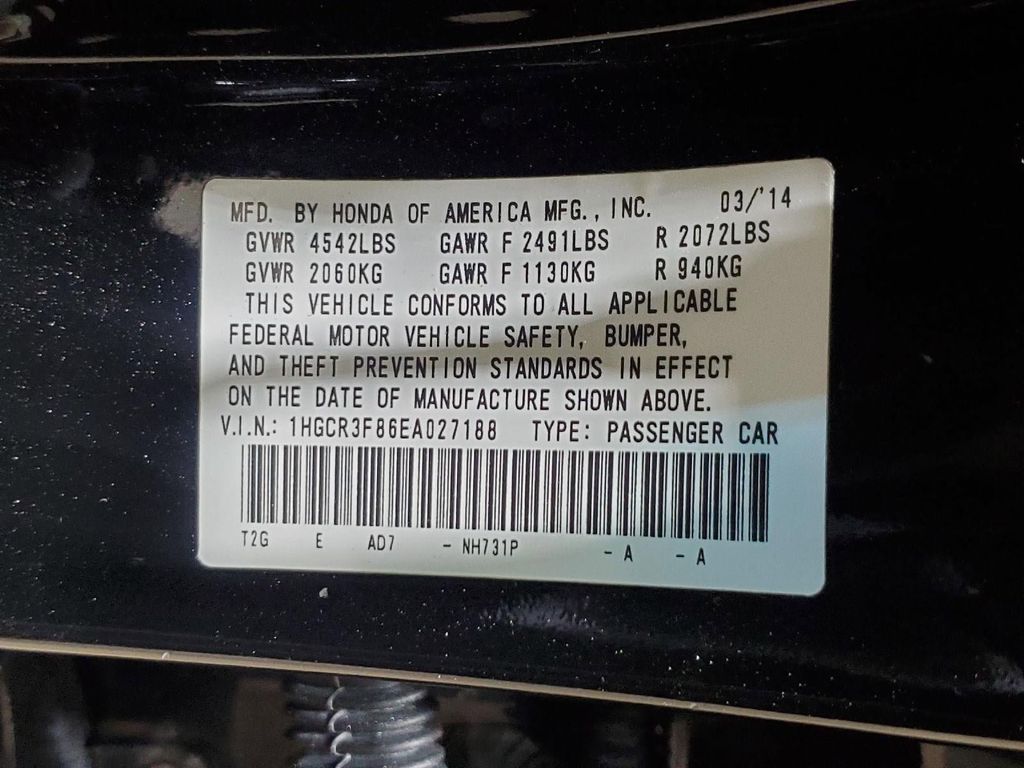 MFD. BY HONDA OF AMERICA MFG., INC. 03/'14
GVWR 4542LBS GAWR F 2491LBS R 2072LBS
GVWR 2060KG GAWR F 1130KG R 940KG
THIS VEHICLE CONFORMS TO ALL APPLICABLE
FEDERAL MOTOR VEHICLE SAFETY, BUMPER,
AND THEFT PREVENTION STANDARDS IN EFFECT
ON THE DATE OF MANUFACTURE SHOWN ABOVE.
V.I.N.: 1HGCR3F86EA027188 TYPE: PASSENGER CAR
T2G E AD7 - NH731P - A - A